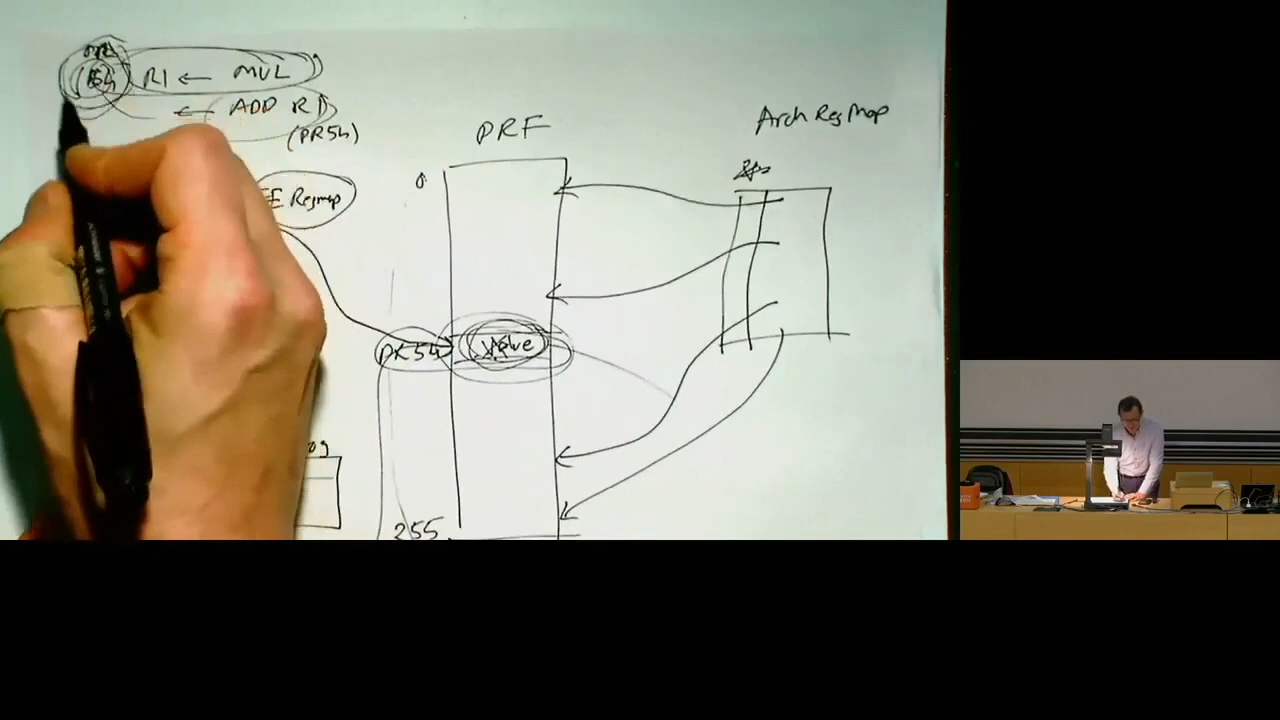 R1 ← MUL
← ADD R1
(PR54)
PRF
Arch Reg Map
0
E Regmap
PR54
Value
255